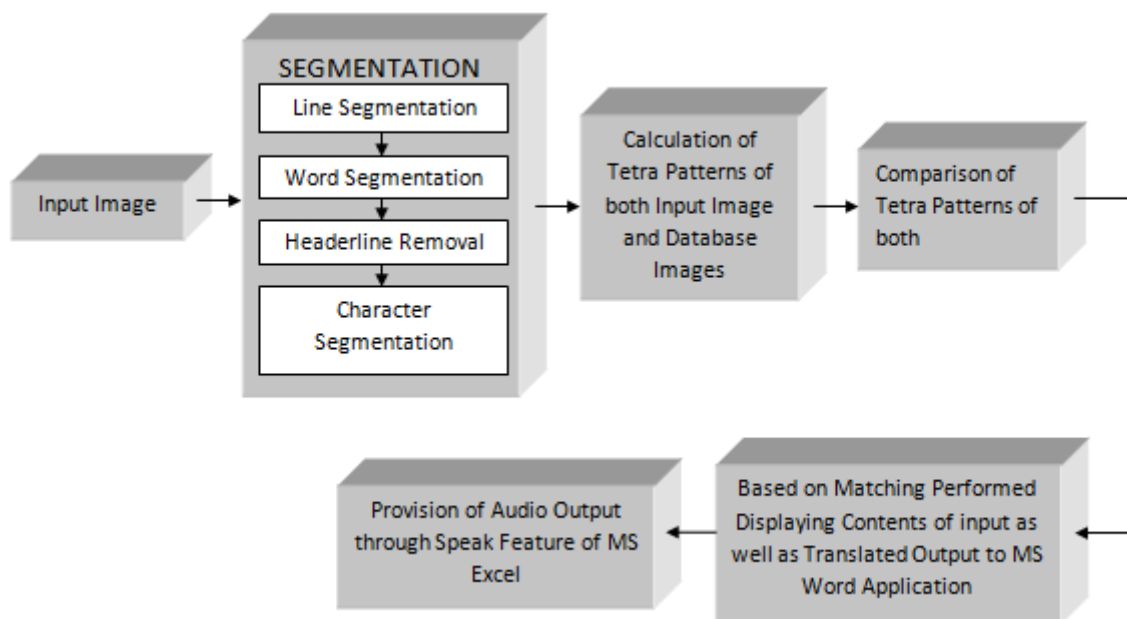 Input Image
SEGMENTATION
Line Segmentation
Word Segmentation
Headerline Removal
Character
Segmentation
Calculation of
Tetra Patterns of
both Input Image
and Database
Images
Comparison of
Tetra Patterns of
both
Based on Matching Performed
Displaying Contents of input as
well as Translated Output to MS
Word Application
Provision of Audio Output
through Speak Feature of MS
Excel